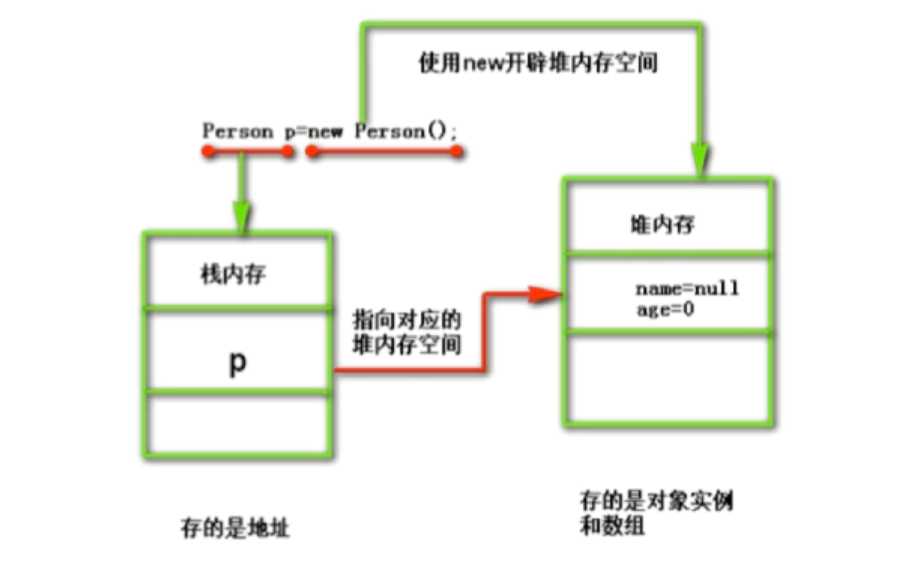 使用new开辟堆内存空间
Person p=new Person();
堆内存
栈内存
name=null
age=0
指向对应的
堆内存空间
p
存的是对象实例
和数组
存的是地址